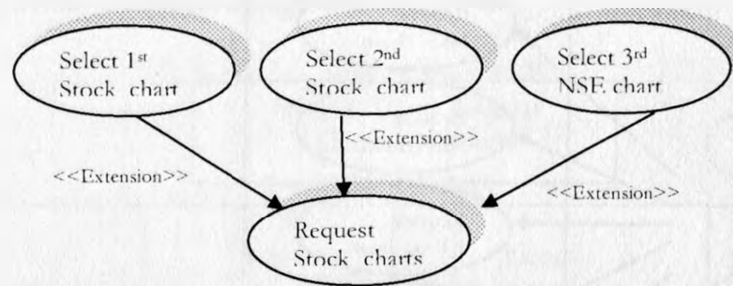 Select 1st
Stock chart
Select 2nd
Stock chart
Select 3rd
NSE chart
<<Extension>>
<<Extension>>
<<Extension>>
Request
Stock charts